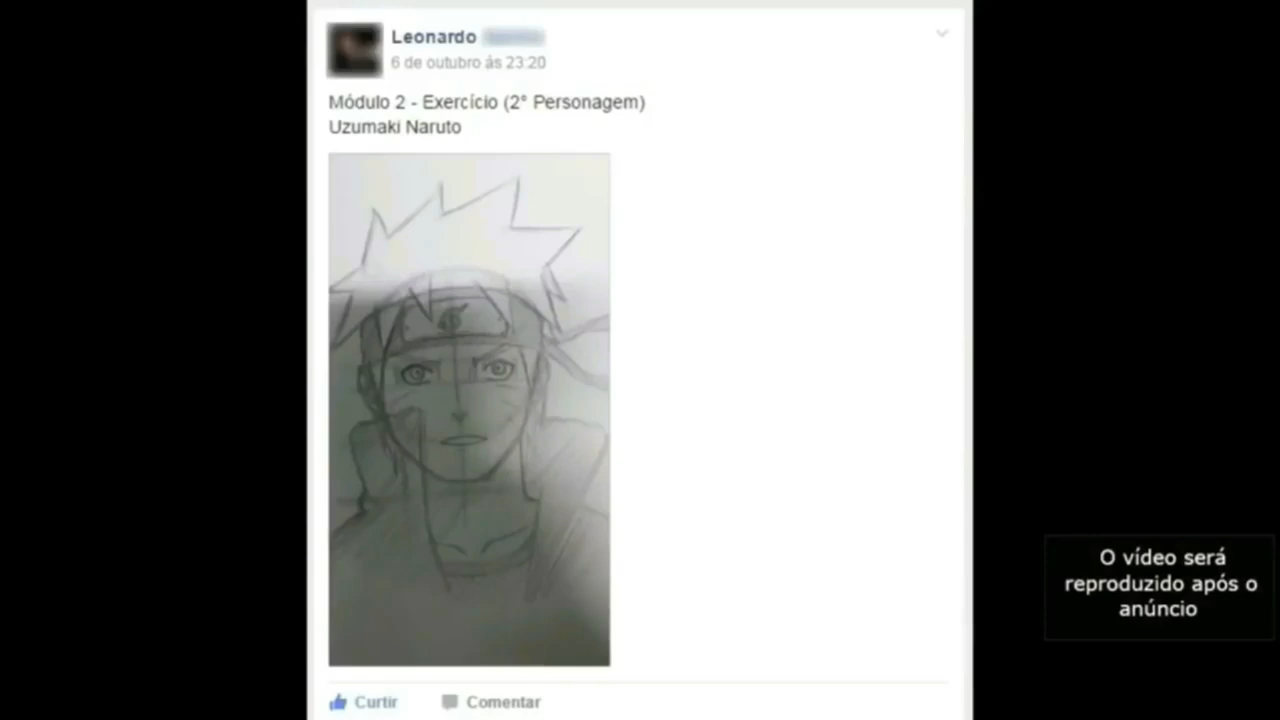 Leonardo
6 de outubro ás 23:20
Módulo 2 - Exercício (2° Personagem)
Uzumaki Naruto
Curtir
Comentar
O vídeo será
reproduzido após o
anúncio